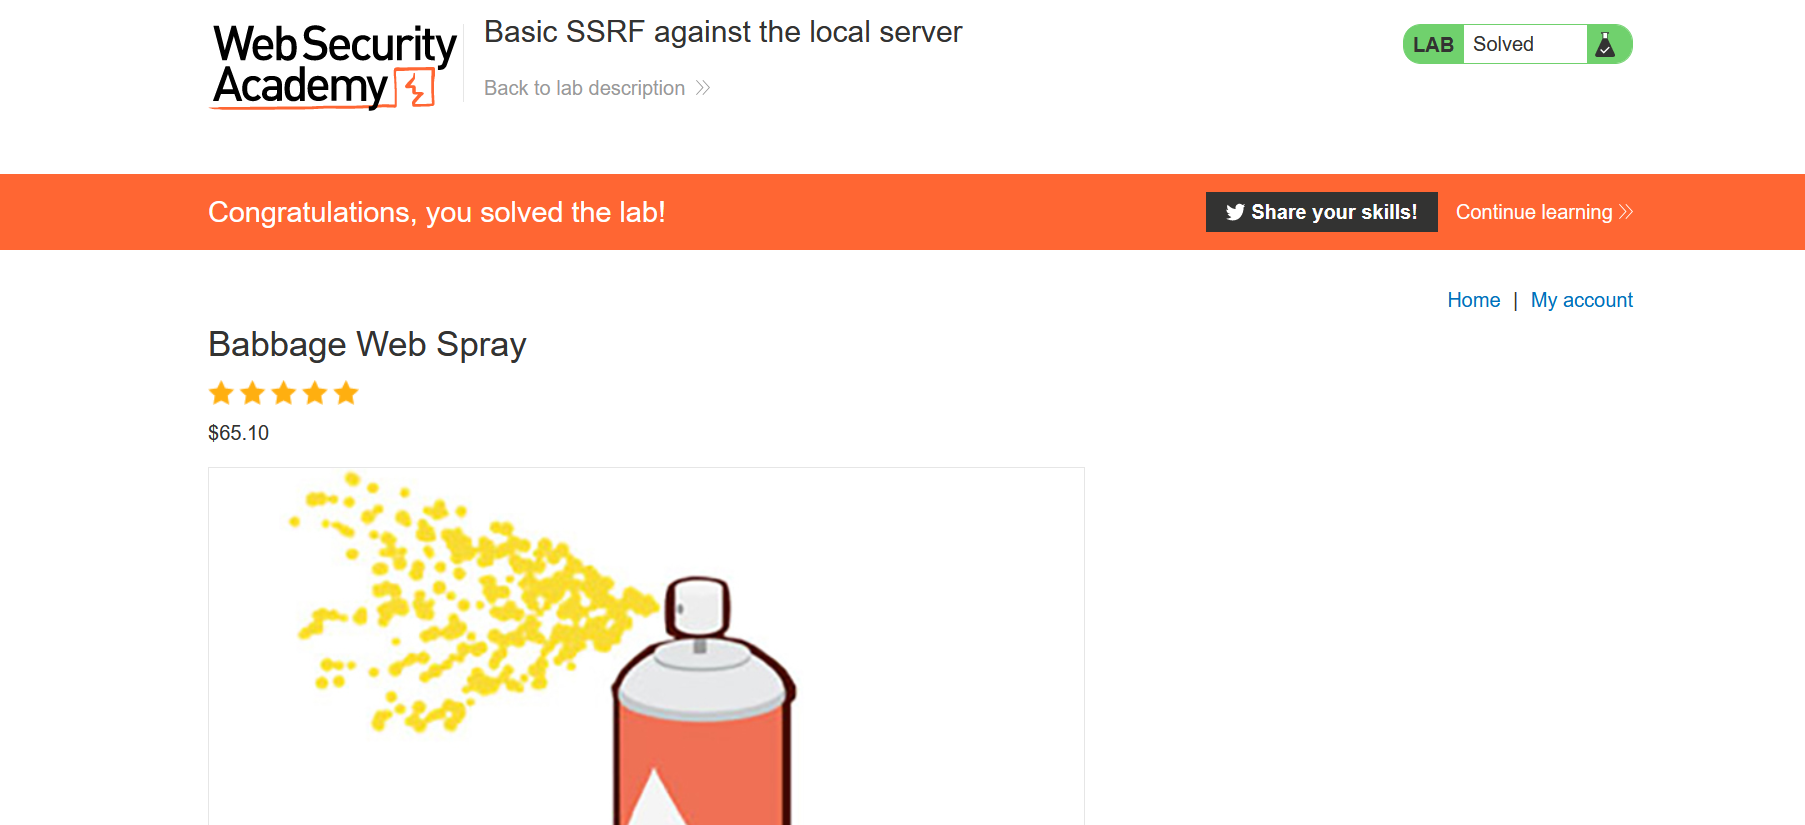 Web Security
Academy
Basic SSRF against the local server
Back to lab description
LAB Solved
Congratulations, you solved the lab!
Share your skills!
Continue learning
Home | My account
Babbage Web Spray
$65.10